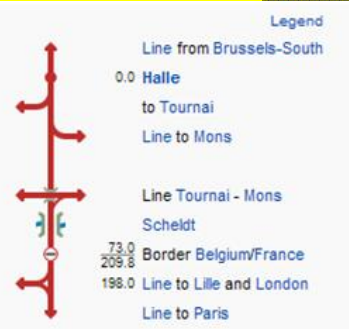 Legend
Line from Brussels-South
0.0 Halle
to Tournai
Line to Mons
Line Tournai - Mons
Scheldt
73.0
209.8 Border Belgium/France
198.0 Line to Lille and London
Line to Paris